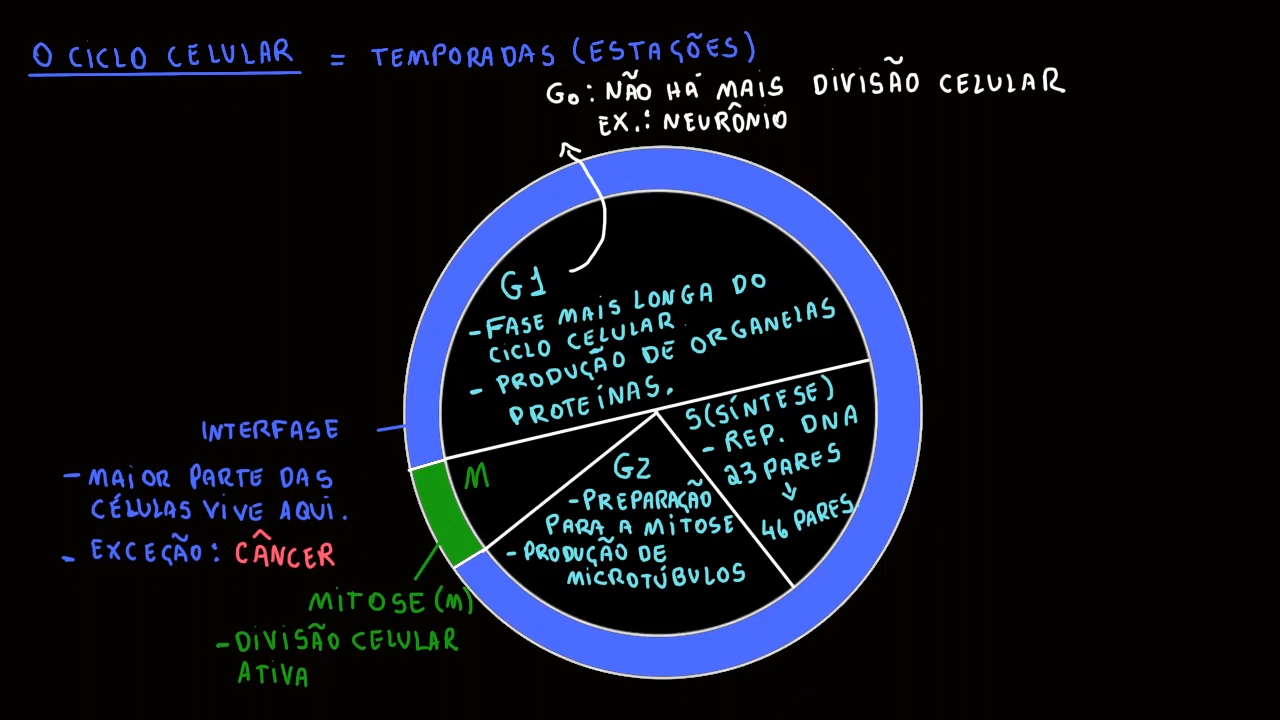 O CICLO CELULAR = TEMPORADAS (ESTAÇÕES)
G0: NÃO HÁ MAIS DIVISÃO CELULAR
EX.: NEURÔNIO
G1
- FASE MAIS LONGA DO
CICLO CELULAR.
- PRODUÇÃO DE ORGANELAS
PROTEÍNAS.
S (SÍNTESE)
- REP. DNA
23 PARES
↓
46 PARES.
G2
- PREPARAÇÃO
PARA A MITOSE
- PRODUÇÃO DE
MICROTÚBULOS
M
INTERFASE
- MAIOR PARTE DAS
CÉLULAS VIVE AQUI.
- EXCEÇÃO: CÂNCER
MITOSE (M)
- DIVISÃO CELULAR
ATIVA